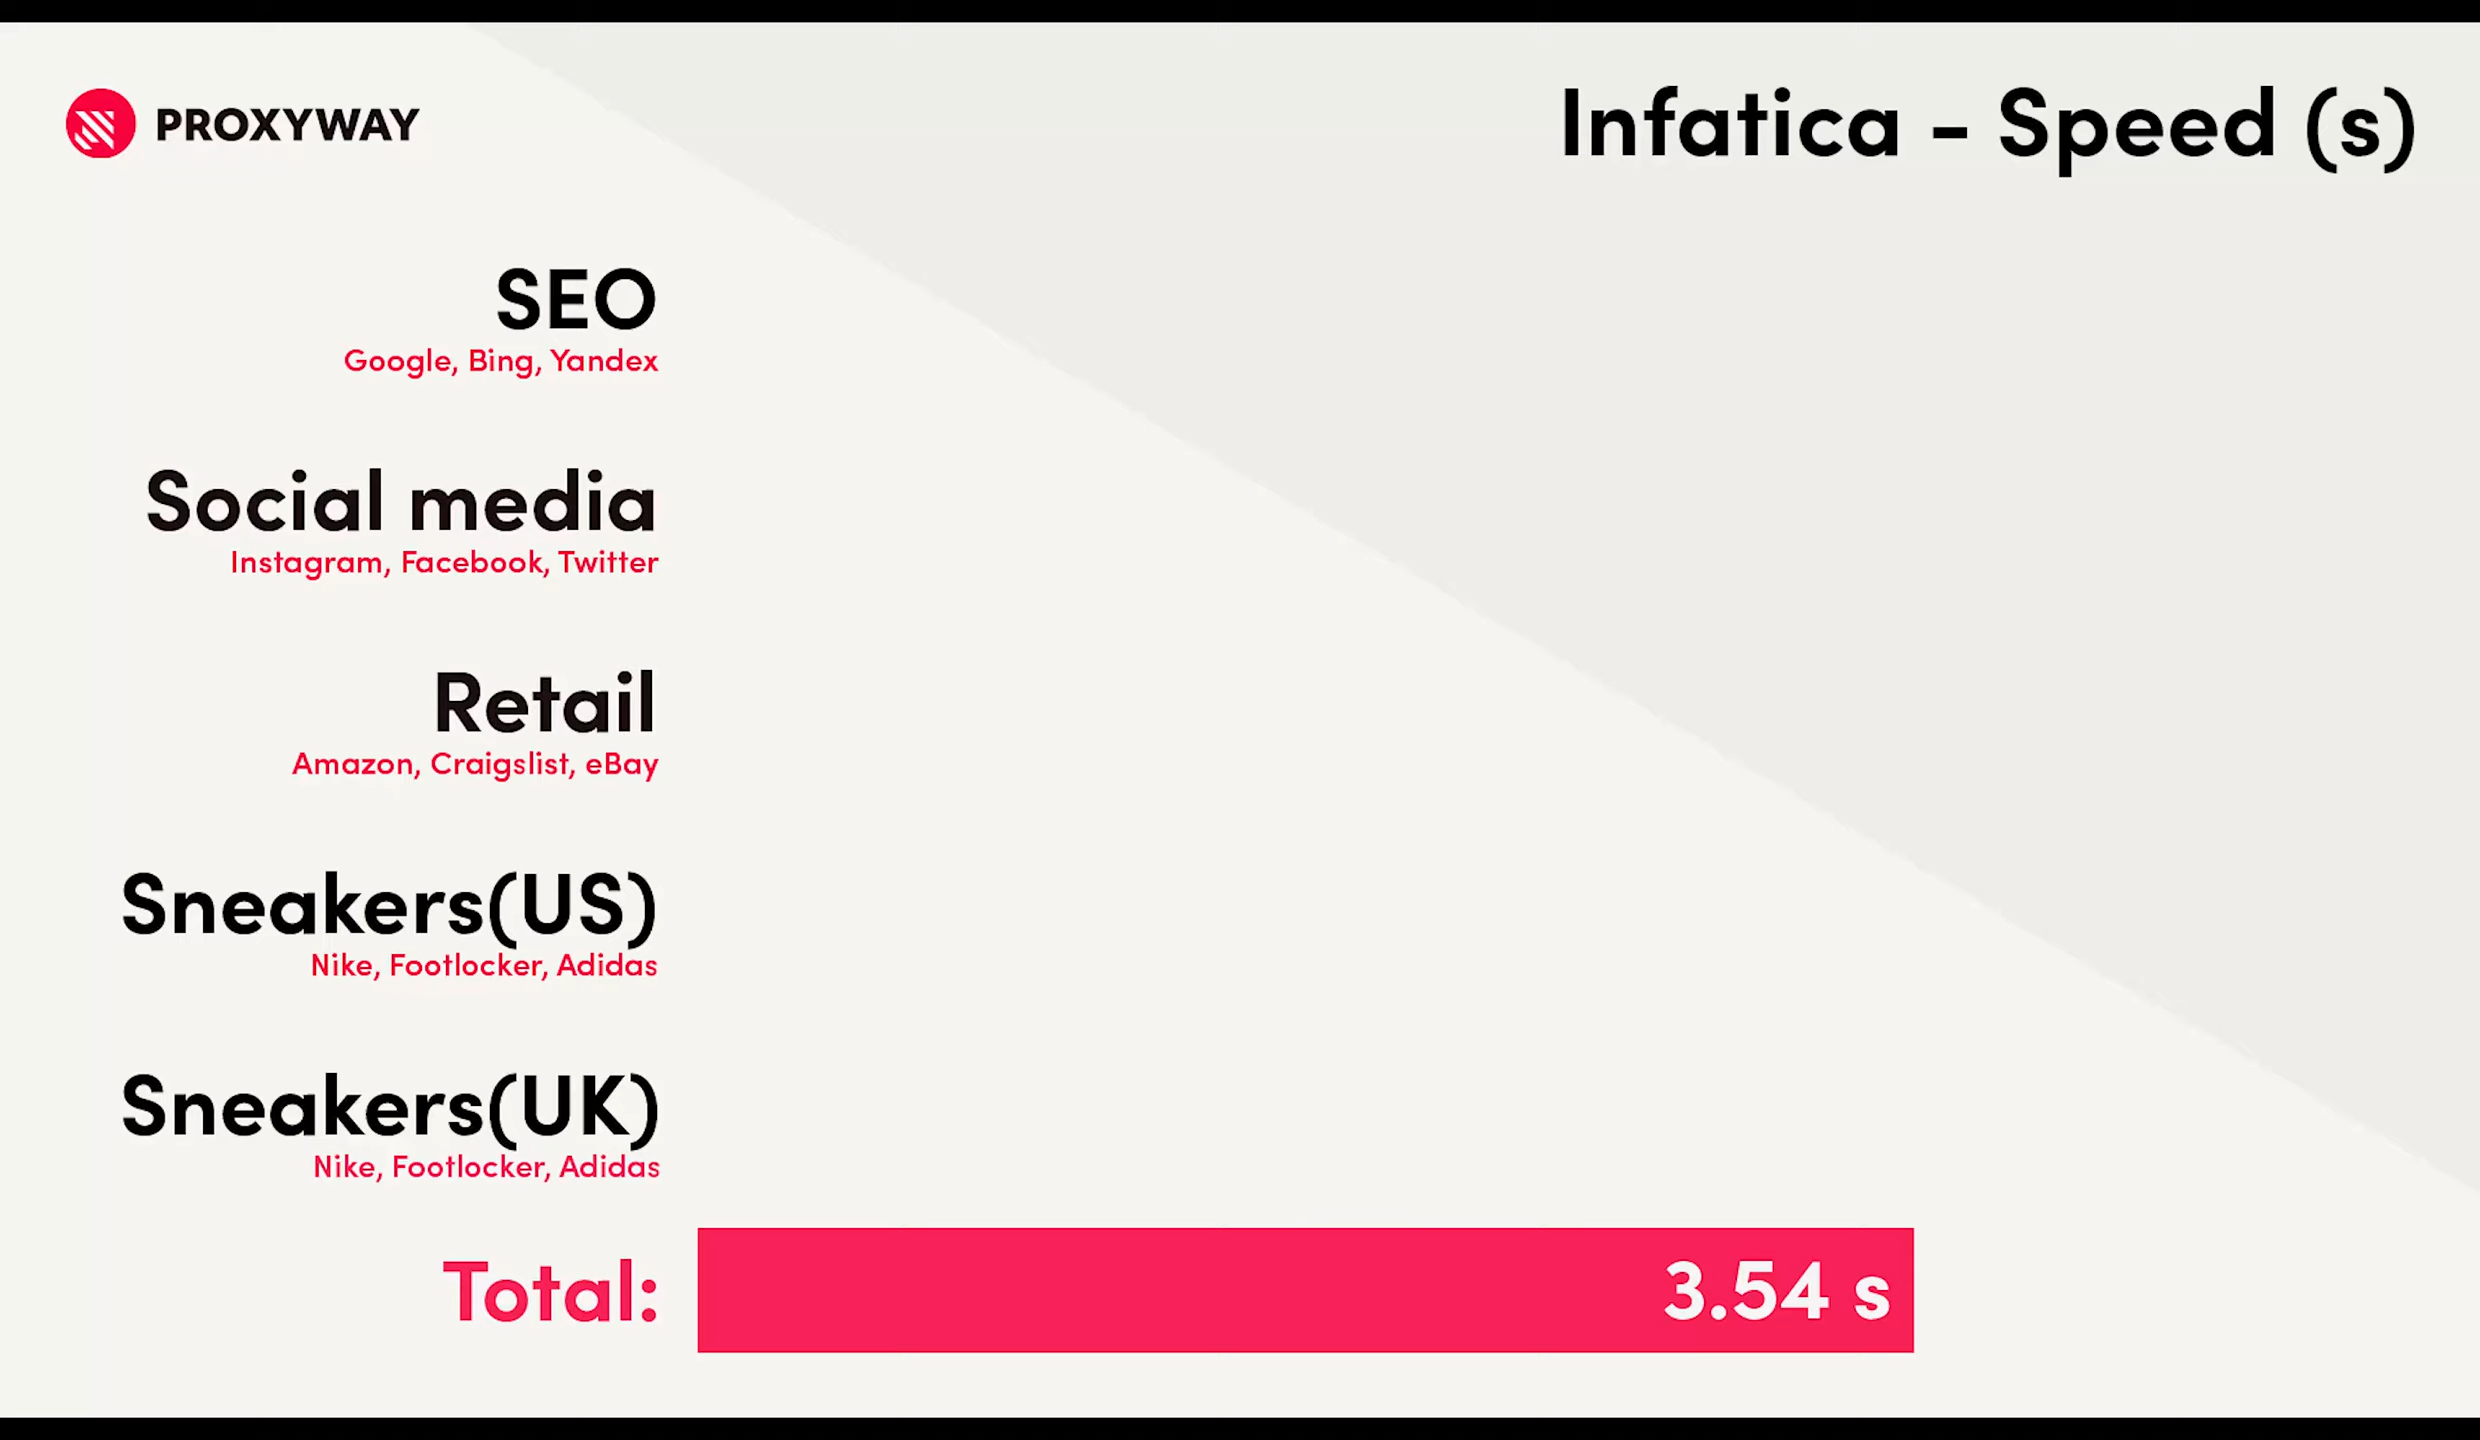 PROXYWAY
Infatica - Speed (s)
SEO
Google, Bing, Yandex
Social media
Instagram, Facebook, Twitter
Retail
Amazon, Craigslist, eBay
Sneakers(US)
Nike, Footlocker, Adidas
Sneakers(UK)
Nike, Footlocker, Adidas
Total:
3.54 s